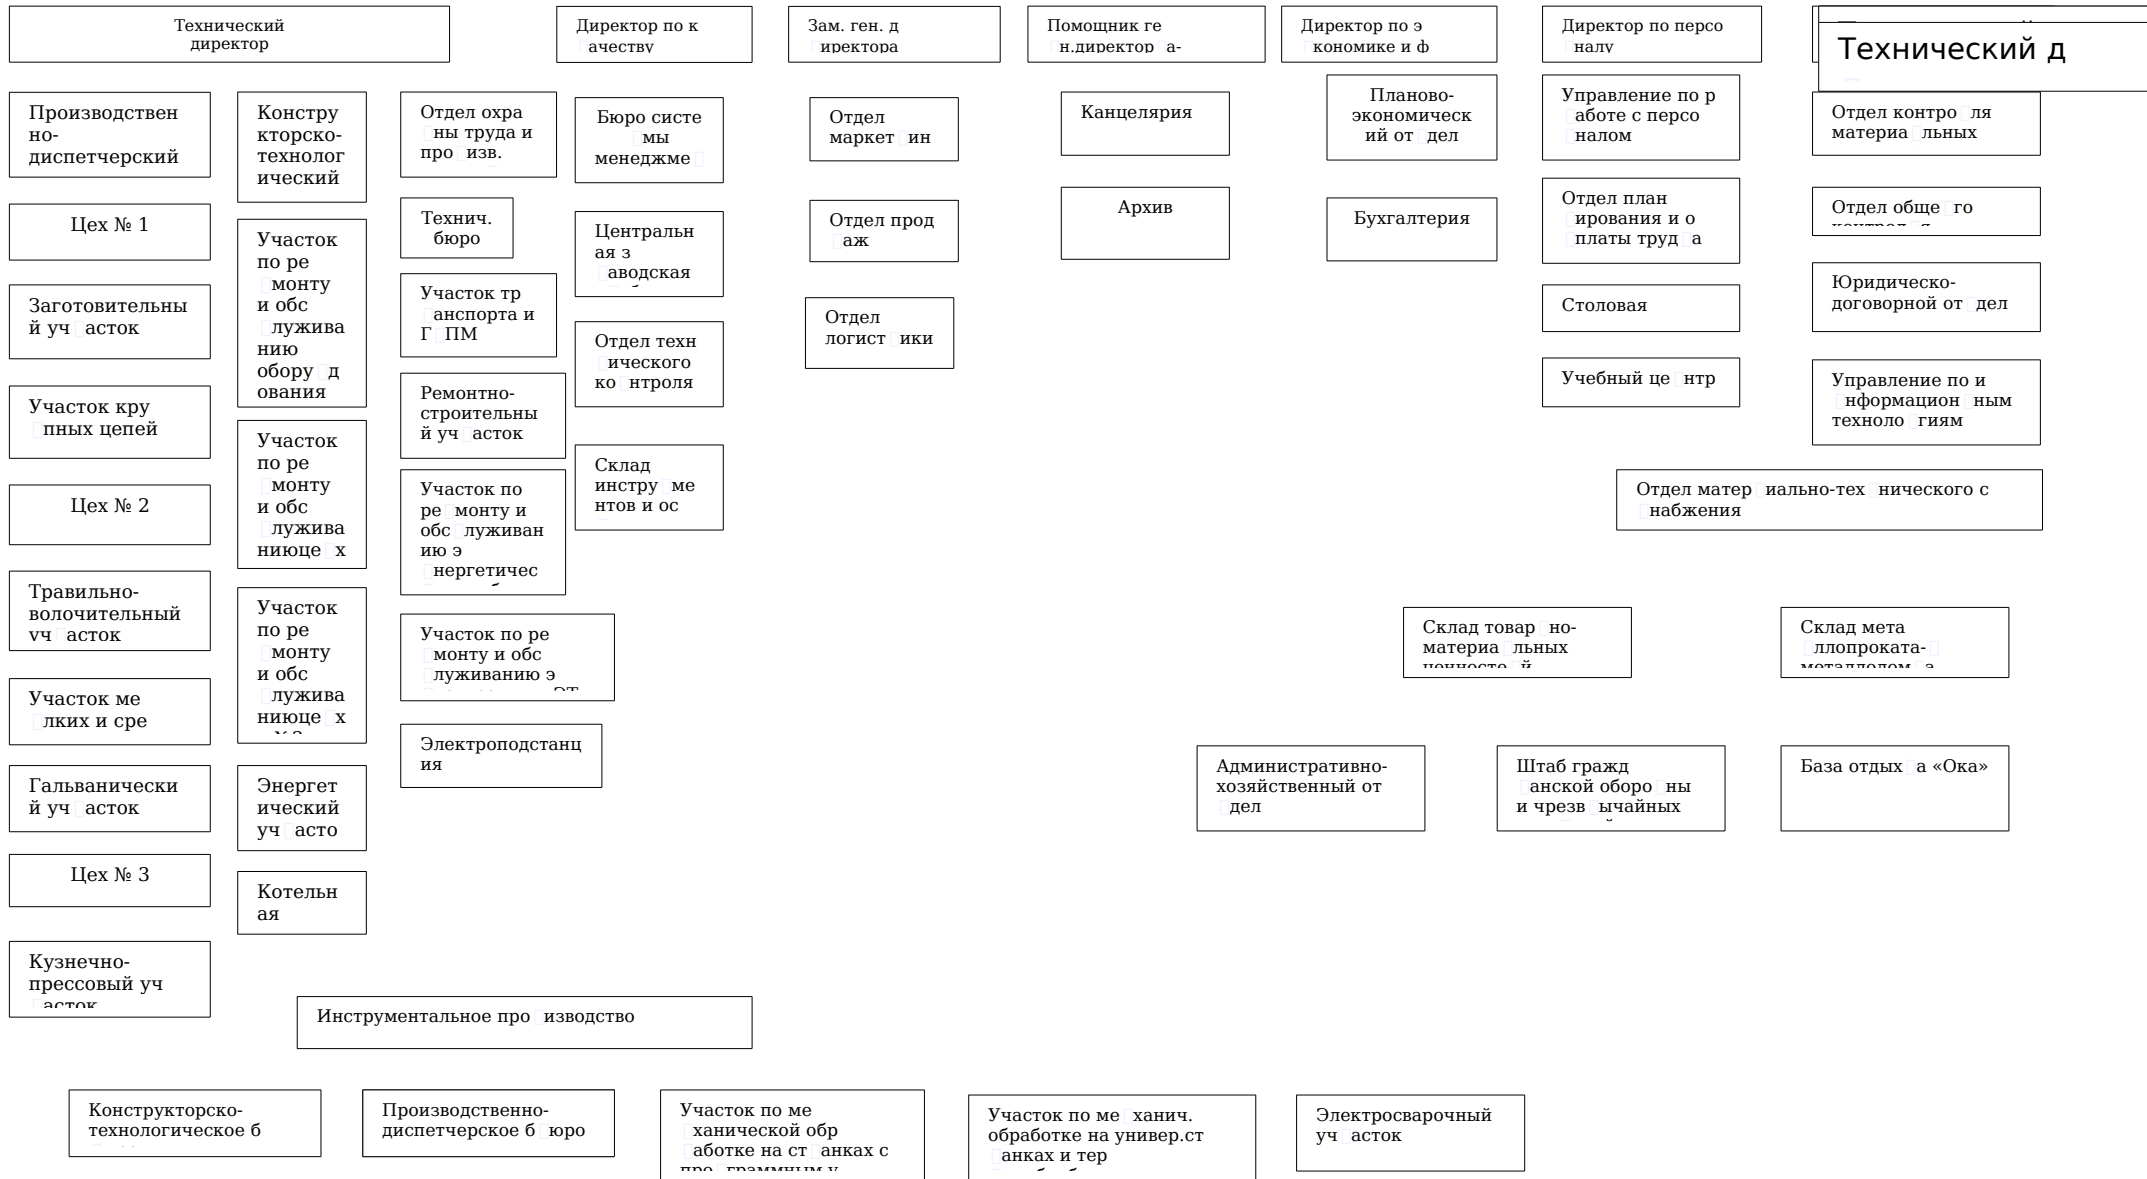 Технический
директор
Директор по к
ачеству
Зам. ген. д
иректора
Помощник ге
н.директор а-
Директор по э
кономике и ф
Директор по персо
налу
Технический д
Производствен
но-
диспетчерский
Констру
кторско-
технолог
ический
Отдел охра
ны труда и
про изв.
Бюро систе
мы
менеджме
Отдел
маркет ин
Канцелярия
Планово-
экономическ
ий от дел
Управление по р
аботе с персо
налом
Отдел контро ля
материа льных
Цех № 1
Технич.
бюро
Центральн
ая з
аводская
Отдел прод
аж
Архив
Бухгалтерия
Отдел план
ирования и о
платы труд а
Отдел обще го
Участок
по ре
монту
и обс
лужива
нию
обору д
ования
Заготовительны
й уч асток
Участок тр
анспорта и
Г ПМ
Отдел техн
ического
ко нтроля
Отдел
логист ики
Столовая
Юридическо-
договорной от дел
Участок кру
пных цепей
Ремонтно-
строительны
й уч асток
Учебный це нтр
Управление по и
нформацион ным
техноло гиям
Цех № 2
Участок
по ре
монту
и обс
лужива
ниюце х
Участок по
ре монту и
обс луживан
ию э
нергетичес
Склад
инстру ме
нтов и ос
Отдел матер иально-тех нического с
набжения
Травильно-
волочительный
уч асток
Участок
по ре
монту
и обс
лужива
ниюце х
Участок по ре
монту и обс
луживанию э
Склад товар но-
материа льных
ценносте й
Склад мета
ллопроката-
металлолом а
Участок ме
лких и сре
Электроподстанц
ия
Гальванически
й уч асток
Энергет
ический
уч асто
Административно-
хозяйственный от
дел
Штаб гражд
анской оборо ны
и чрезв ычайных
База отдых а «Ока»
Цех № 3
Котельн
ая
Кузнечно-
прессовый уч
асток
Инструментальное про изводство
Конструкторско-
технологическое б
Производственно-
диспетчерское б юро
Участок по ме
ханической обр
аботке на ст анках с
про граммным у
Участок по ме ханич.
обработке на универ.ст
анках и тер
Электросварочный
уч асток